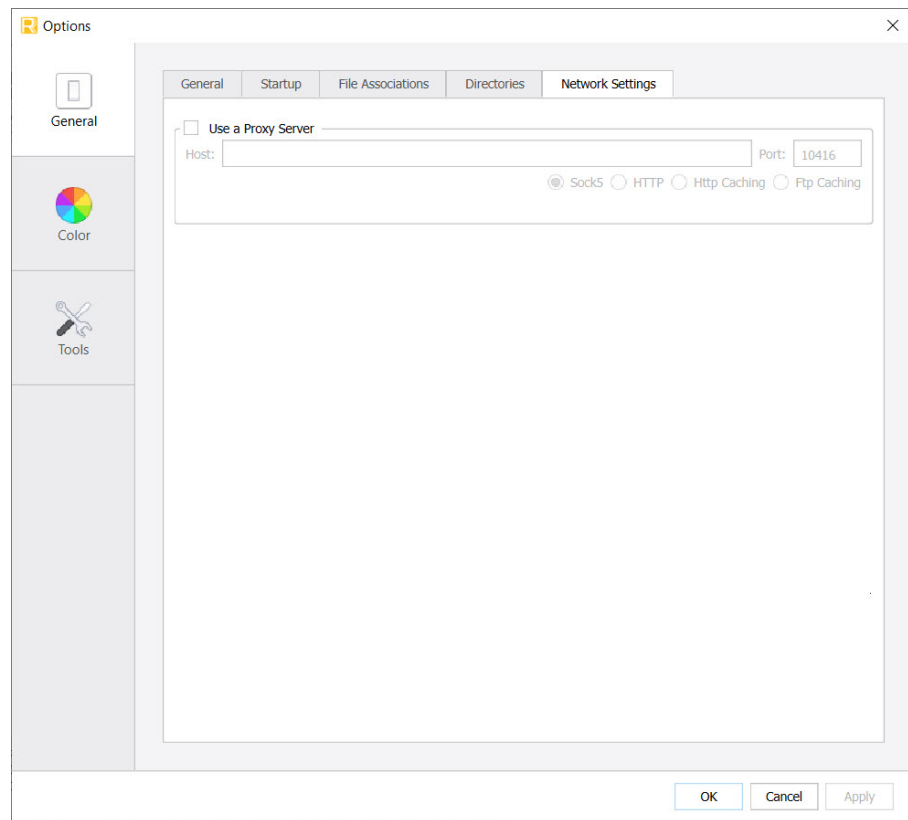 Options
General
Color
Tools
General Startup File Associations Directories Network Settings
Use a Proxy Server
Host: Port: 10416
Sock5 HTTP Http Caching Ftp Caching
OK Cancel Apply